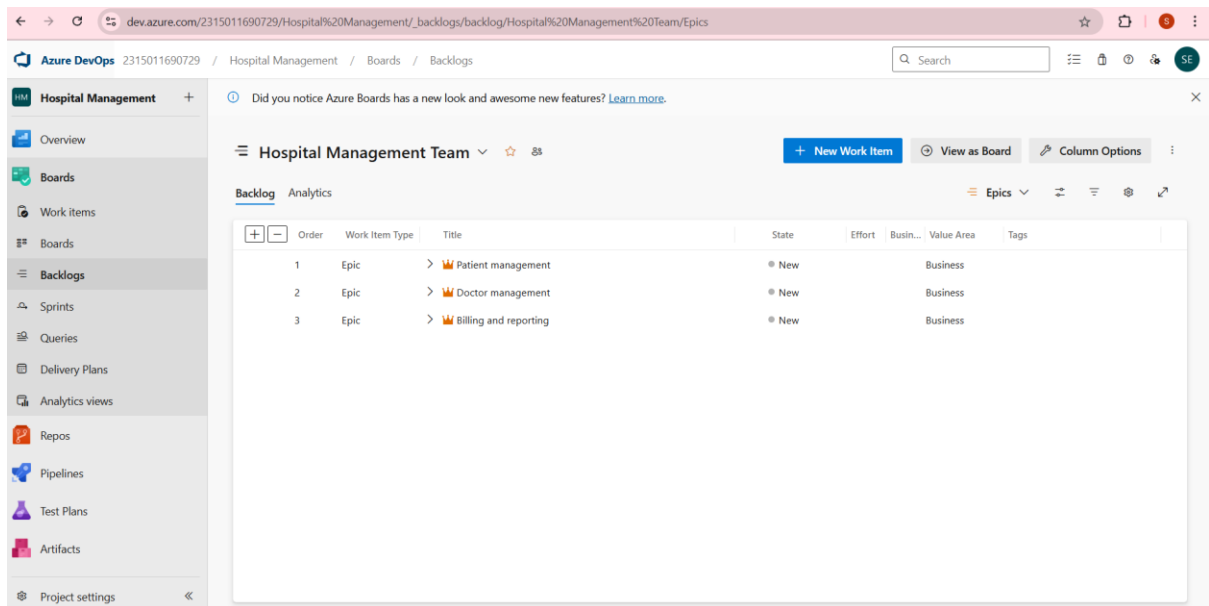 dev.azure.com/2315011690729/Hospital%20Management/_backlogs/backlog/Hospital%20Management%20Team/Epics
S
Azure DevOps 2315011690729 / Hospital Management / Boards / Backlogs
Search
SE
HM Hospital Management +
Did you notice Azure Boards has a new look and awesome new features? Learn more.
Overview
Boards
Work items
Boards
Backlogs
Sprints
Queries
Delivery Plans
Analytics views
Repos
Pipelines
Test Plans
Artifacts
Project settings
Hospital Management Team
+ New Work Item
View as Board
Column Options
Backlog Analytics
Epics
Order Work Item Type Title State Effort Busin... Value Area Tags
1 Epic Patient management New Business
2 Epic Doctor management New Business
3 Epic Billing and reporting New Business